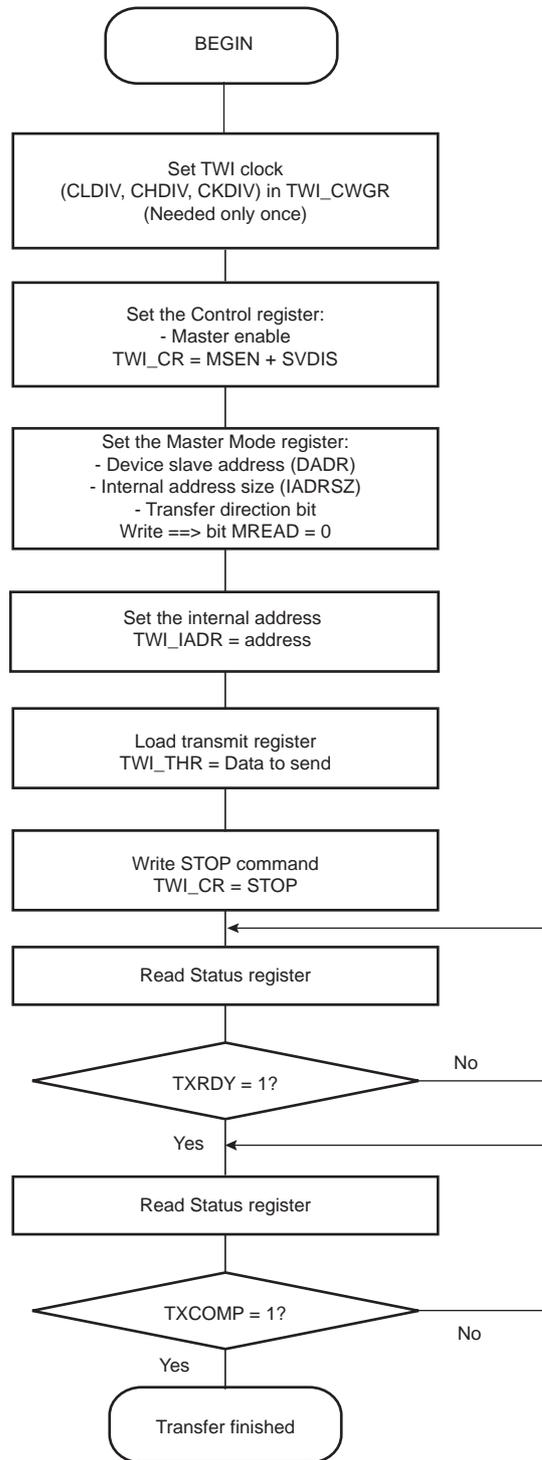 BEGIN
Set TWI clock
(CLDIV, CHDIV, CKDIV) in TWI_CWGR
(Needed only once)
Set the Control register:
- Master enable
TWI_CR = MSEN + SVDIS
Set the Master Mode register:
- Device slave address (DADR)
- Internal address size (IADRSZ)
- Transfer direction bit
Write ==> bit MREAD = 0
Set the internal address
TWI_IADR = address
Load transmit register
TWI_THR = Data to send
Write STOP command
TWI_CR = STOP
Read Status register
TXRDY = 1?
No
Yes
Read Status register
TXCOMP = 1?
No
Yes
Transfer finished